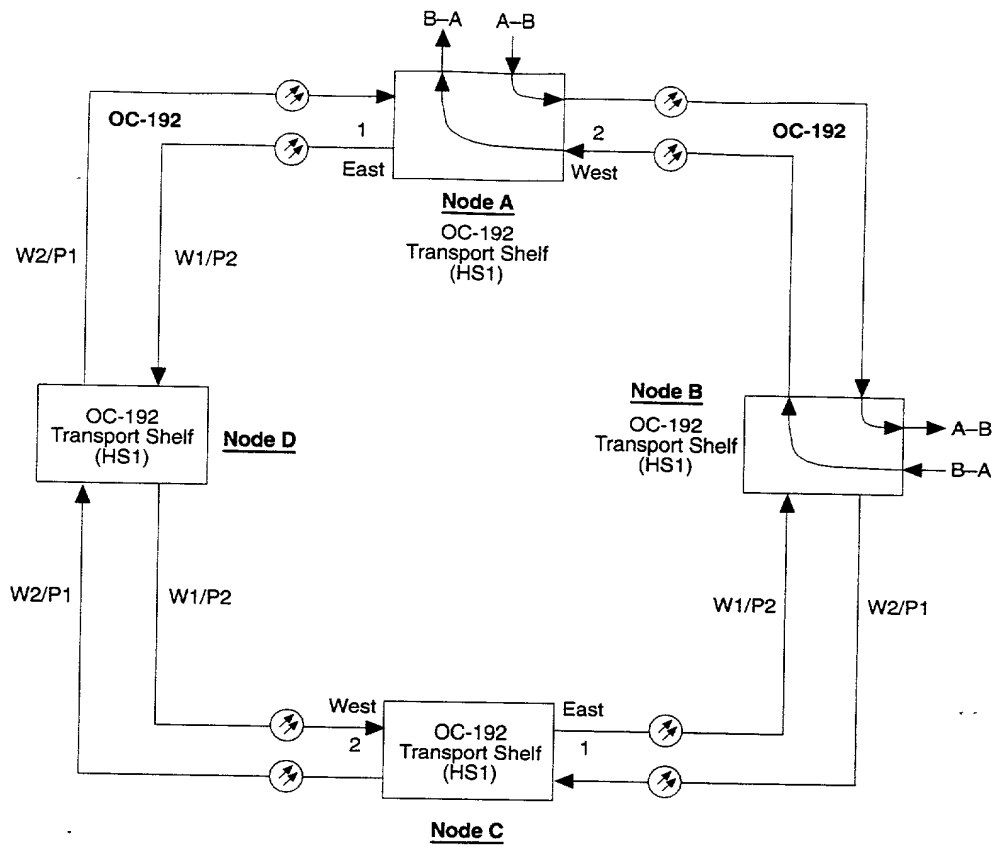 B–A
A–B
OC-192
1
East
2
West
OC-192
Node A
OC-192
Transport Shelf
(HS1)
W2/P1
W1/P2
OC-192
Transport Shelf
(HS1)
Node D
Node B
OC-192
Transport Shelf
(HS1)
A–B
B–A
W2/P1
W1/P2
W1/P2
W2/P1
West
2
OC-192
Transport Shelf
(HS1)
East
1
Node C